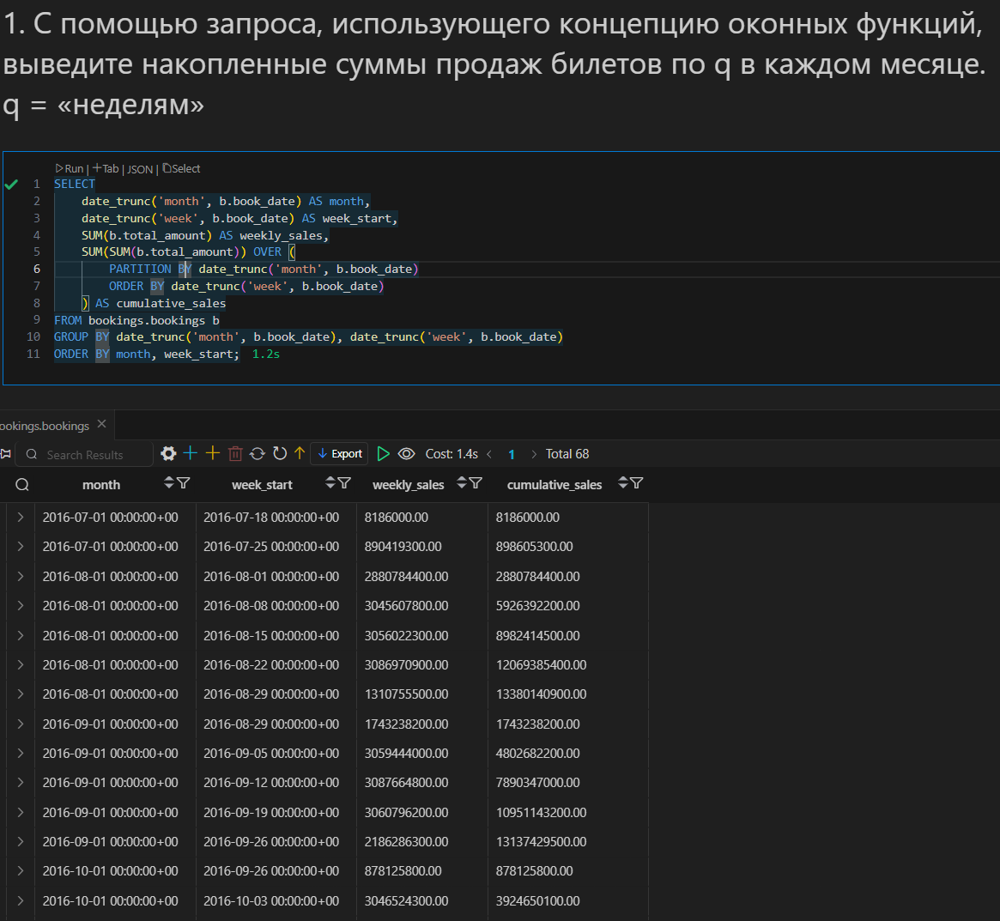 1. С помощью запроса, использующего концепцию оконных функций,
выведите накопленные суммы продаж билетов по q в каждом месяце.
q = «неделям»
Run | +Tab | JSON | Select
1 SELECT
2 date_trunc('month', b.book_date) AS month,
3 date_trunc('week', b.book_date) AS week_start,
4 SUM(b.total_amount) AS weekly_sales,
5 SUM(SUM(b.total_amount)) OVER (
6 PARTITION BY date_trunc('month', b.book_date)
7 ORDER BY date_trunc('week', b.book_date)
8 ) AS cumulative_sales
9 FROM bookings.bookings b
10 GROUP BY date_trunc('month', b.book_date), date_trunc('week', b.book_date)
11 ORDER BY month, week_start; 1.2s
ookings.bookings
Search Results Export Cost: 1.4s < 1 > Total 68
month week_start weekly_sales cumulative_sales
2016-07-01 00:00:00+00 2016-07-18 00:00:00+00 8186000.00 8186000.00
2016-07-01 00:00:00+00 2016-07-25 00:00:00+00 890419300.00 898605300.00
2016-08-01 00:00:00+00 2016-08-01 00:00:00+00 2880784400.00 2880784400.00
2016-08-01 00:00:00+00 2016-08-08 00:00:00+00 3045607800.00 5926392200.00
2016-08-01 00:00:00+00 2016-08-15 00:00:00+00 3056022300.00 8982414500.00
2016-08-01 00:00:00+00 2016-08-22 00:00:00+00 3086970900.00 12069385400.00
2016-08-01 00:00:00+00 2016-08-29 00:00:00+00 1310755500.00 13380140900.00
2016-09-01 00:00:00+00 2016-08-29 00:00:00+00 1743238200.00 1743238200.00
2016-09-01 00:00:00+00 2016-09-05 00:00:00+00 3059444000.00 4802682200.00
2016-09-01 00:00:00+00 2016-09-12 00:00:00+00 3087664800.00 7890347000.00
2016-09-01 00:00:00+00 2016-09-19 00:00:00+00 3060796200.00 10951143200.00
2016-09-01 00:00:00+00 2016-09-26 00:00:00+00 2186286300.00 13137429500.00
2016-10-01 00:00:00+00 2016-09-26 00:00:00+00 878125800.00 878125800.00
2016-10-01 00:00:00+00 2016-10-03 00:00:00+00 3046524300.00 3924650100.00